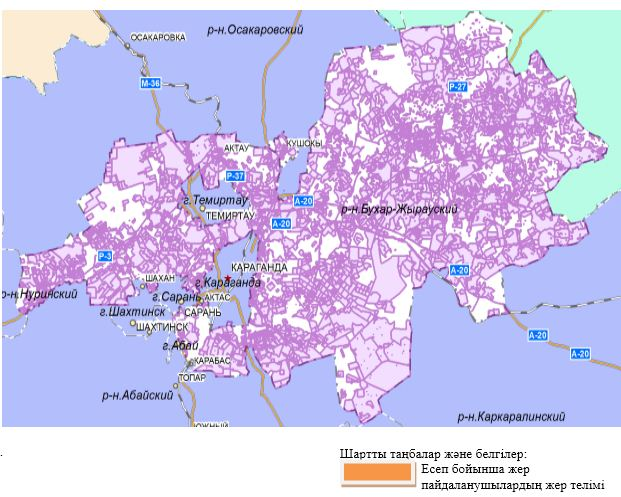 р-н.Осакаровский
ОСАКАРОВКА
М-36
Р-27
АКТАУ
КУШОКЫ
Р-37
г.Темиртау
ТЕМИРТАУ
А-20
А-20
р-н.Бухар-Жырауский
Р-3
КАРАГАНДА
А-20
ШАХАН
г.Караганда
р-н.Нуринский
г.Сарань
АКТАС
г.Шахтинск
САРАНЬ
ШАХТИНСК
А-20
г.Абай
А-20
КАРАБАС
ТОПАР
р-н.Абайский
р-н.Каркаралинский
ЮЖНЫЙ
Шартты таңбалар және белгілер:
Есеп бойынша жер
пайдаланушылардың жер телімі